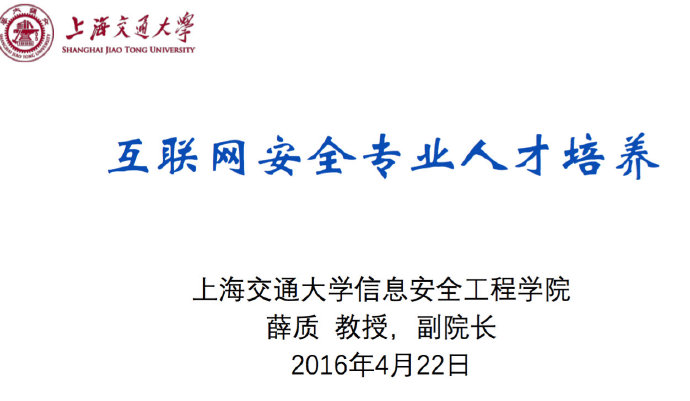 上海交通大学
SHANGHAI JIAO TONG UNIVERSITY
互联网安全专业人才培养
上海交通大学信息安全工程学院
薛质 教授，副院长
2016年4月22日